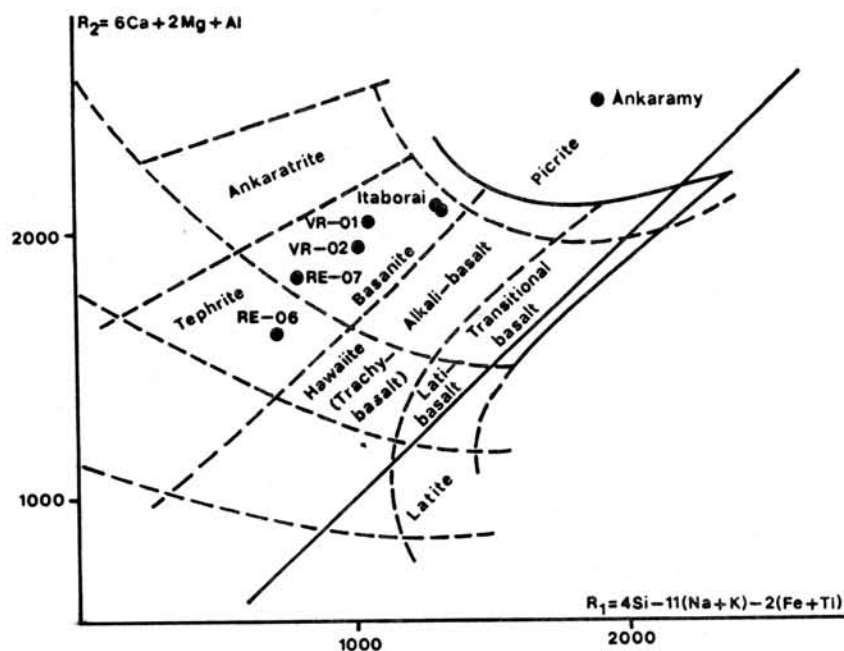 R₂= 6Ca+2Mg+Al
Ankaramy
Picrite
Ankaratrite
Itaborai
VR-01
2000
VR-02
Basanite
Alkali-basalt
RE-07
Tephrite
Transitional
basalt
RE-06
Hawaiite
(Trachy-
basalt)
Lati-
basalt
1000
Latite
R₁=4Si-11(Na+K)-2(Fe+Ti)
1000
2000